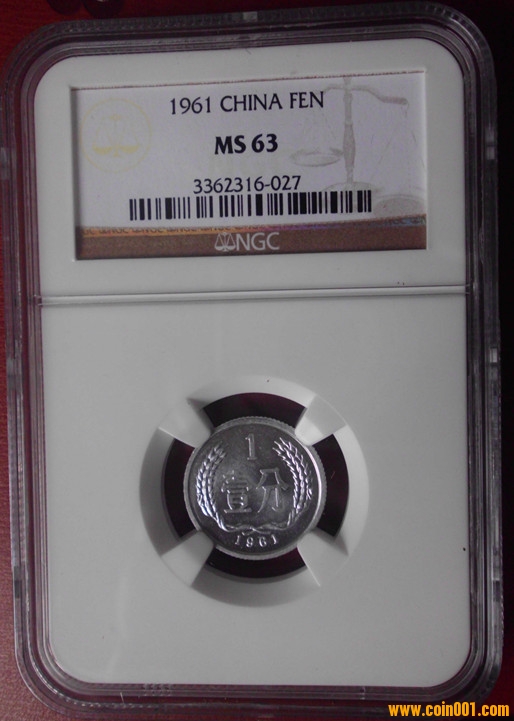 1961 CHINA FEN
MS 63
3362316-027
NGC
1
壹分
1961
www.coin001.com